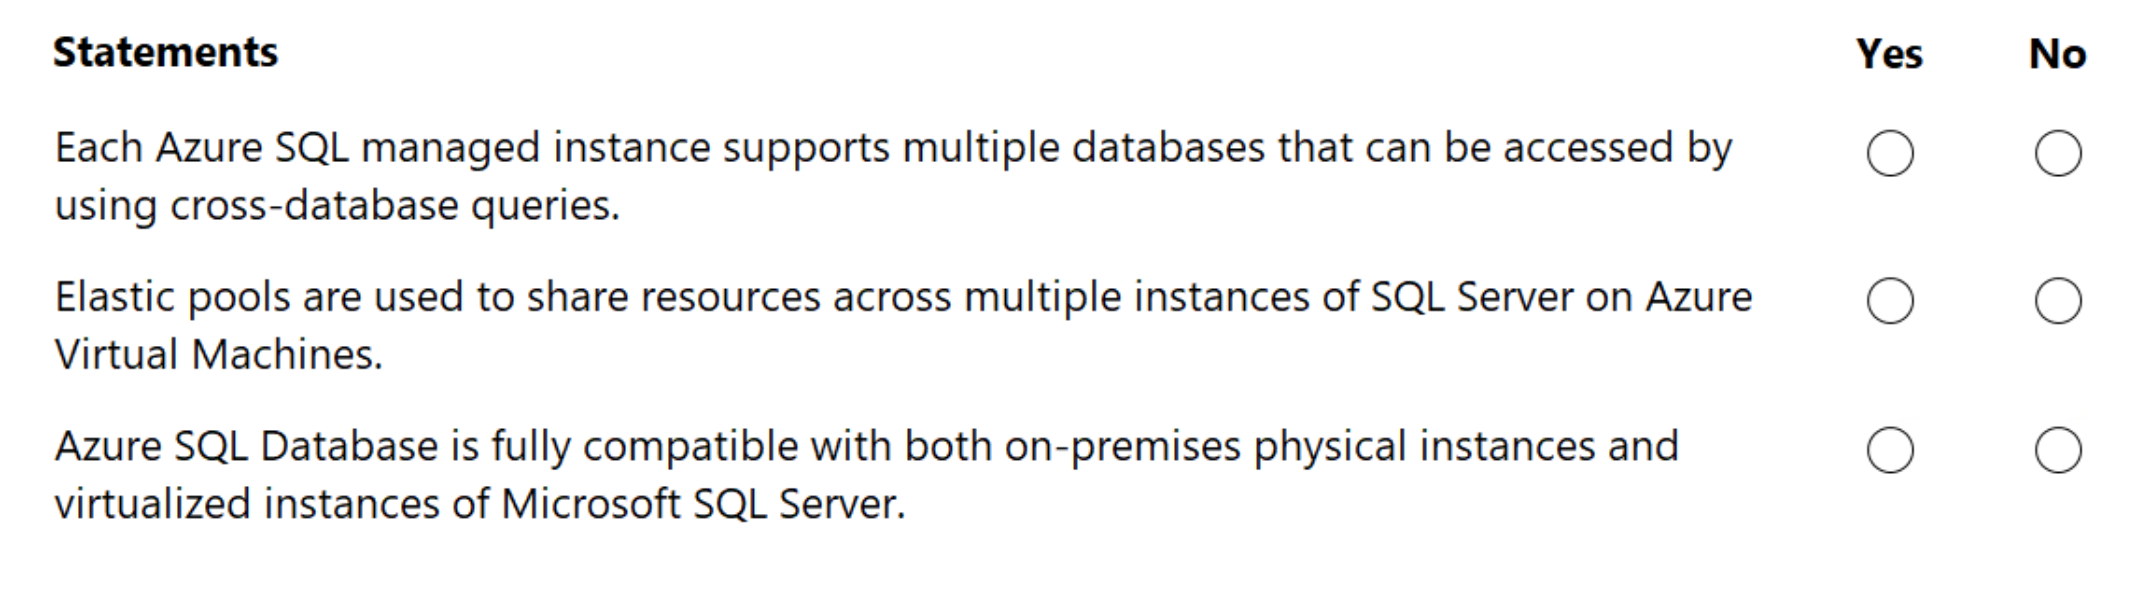 Statements Yes No
Each Azure SQL managed instance supports multiple databases that can be accessed by
using cross-database queries.
Elastic pools are used to share resources across multiple instances of SQL Server on Azure
Virtual Machines.
Azure SQL Database is fully compatible with both on-premises physical instances and
virtualized instances of Microsoft SQL Server.